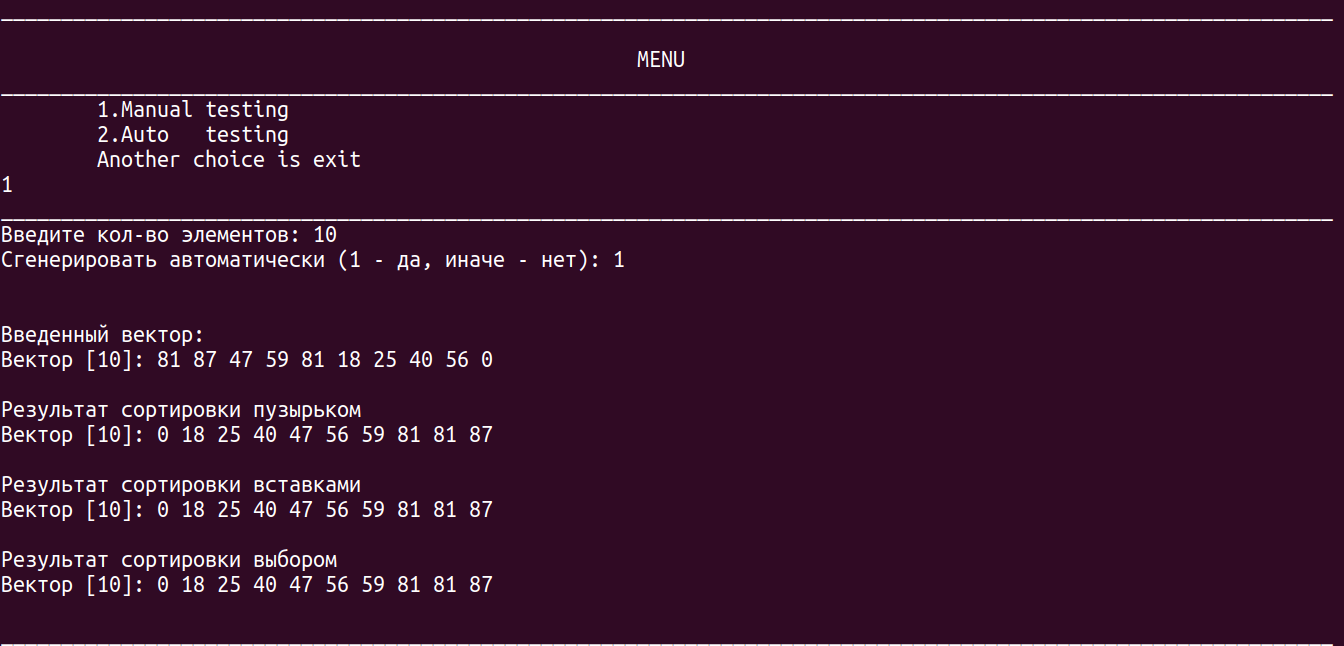 MENU
1.Manual testing
2.Auto   testing
Another choice is exit
1
Введите кол-во элементов: 10
Сгенерировать автоматически (1 - да, иначе - нет): 1
Введенный вектор:
Вектор [10]: 81 87 47 59 81 18 25 40 56 0
Результат сортировки пузырьком
Вектор [10]: 0 18 25 40 47 56 59 81 81 87
Результат сортировки вставками
Вектор [10]: 0 18 25 40 47 56 59 81 81 87
Результат сортировки выбором
Вектор [10]: 0 18 25 40 47 56 59 81 81 87